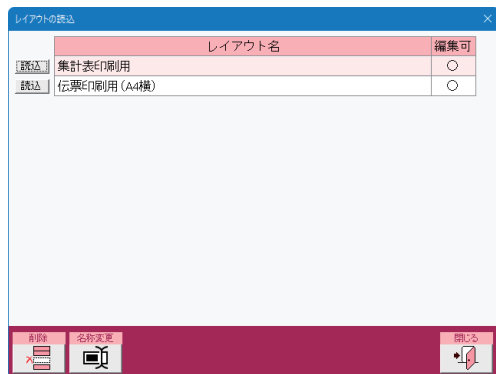 レイアウトの読込
レイアウト名 編集可
読込 集計表印刷用 ○
読込 伝票印刷用(A4横) ○
削除 名称変更 閉じる